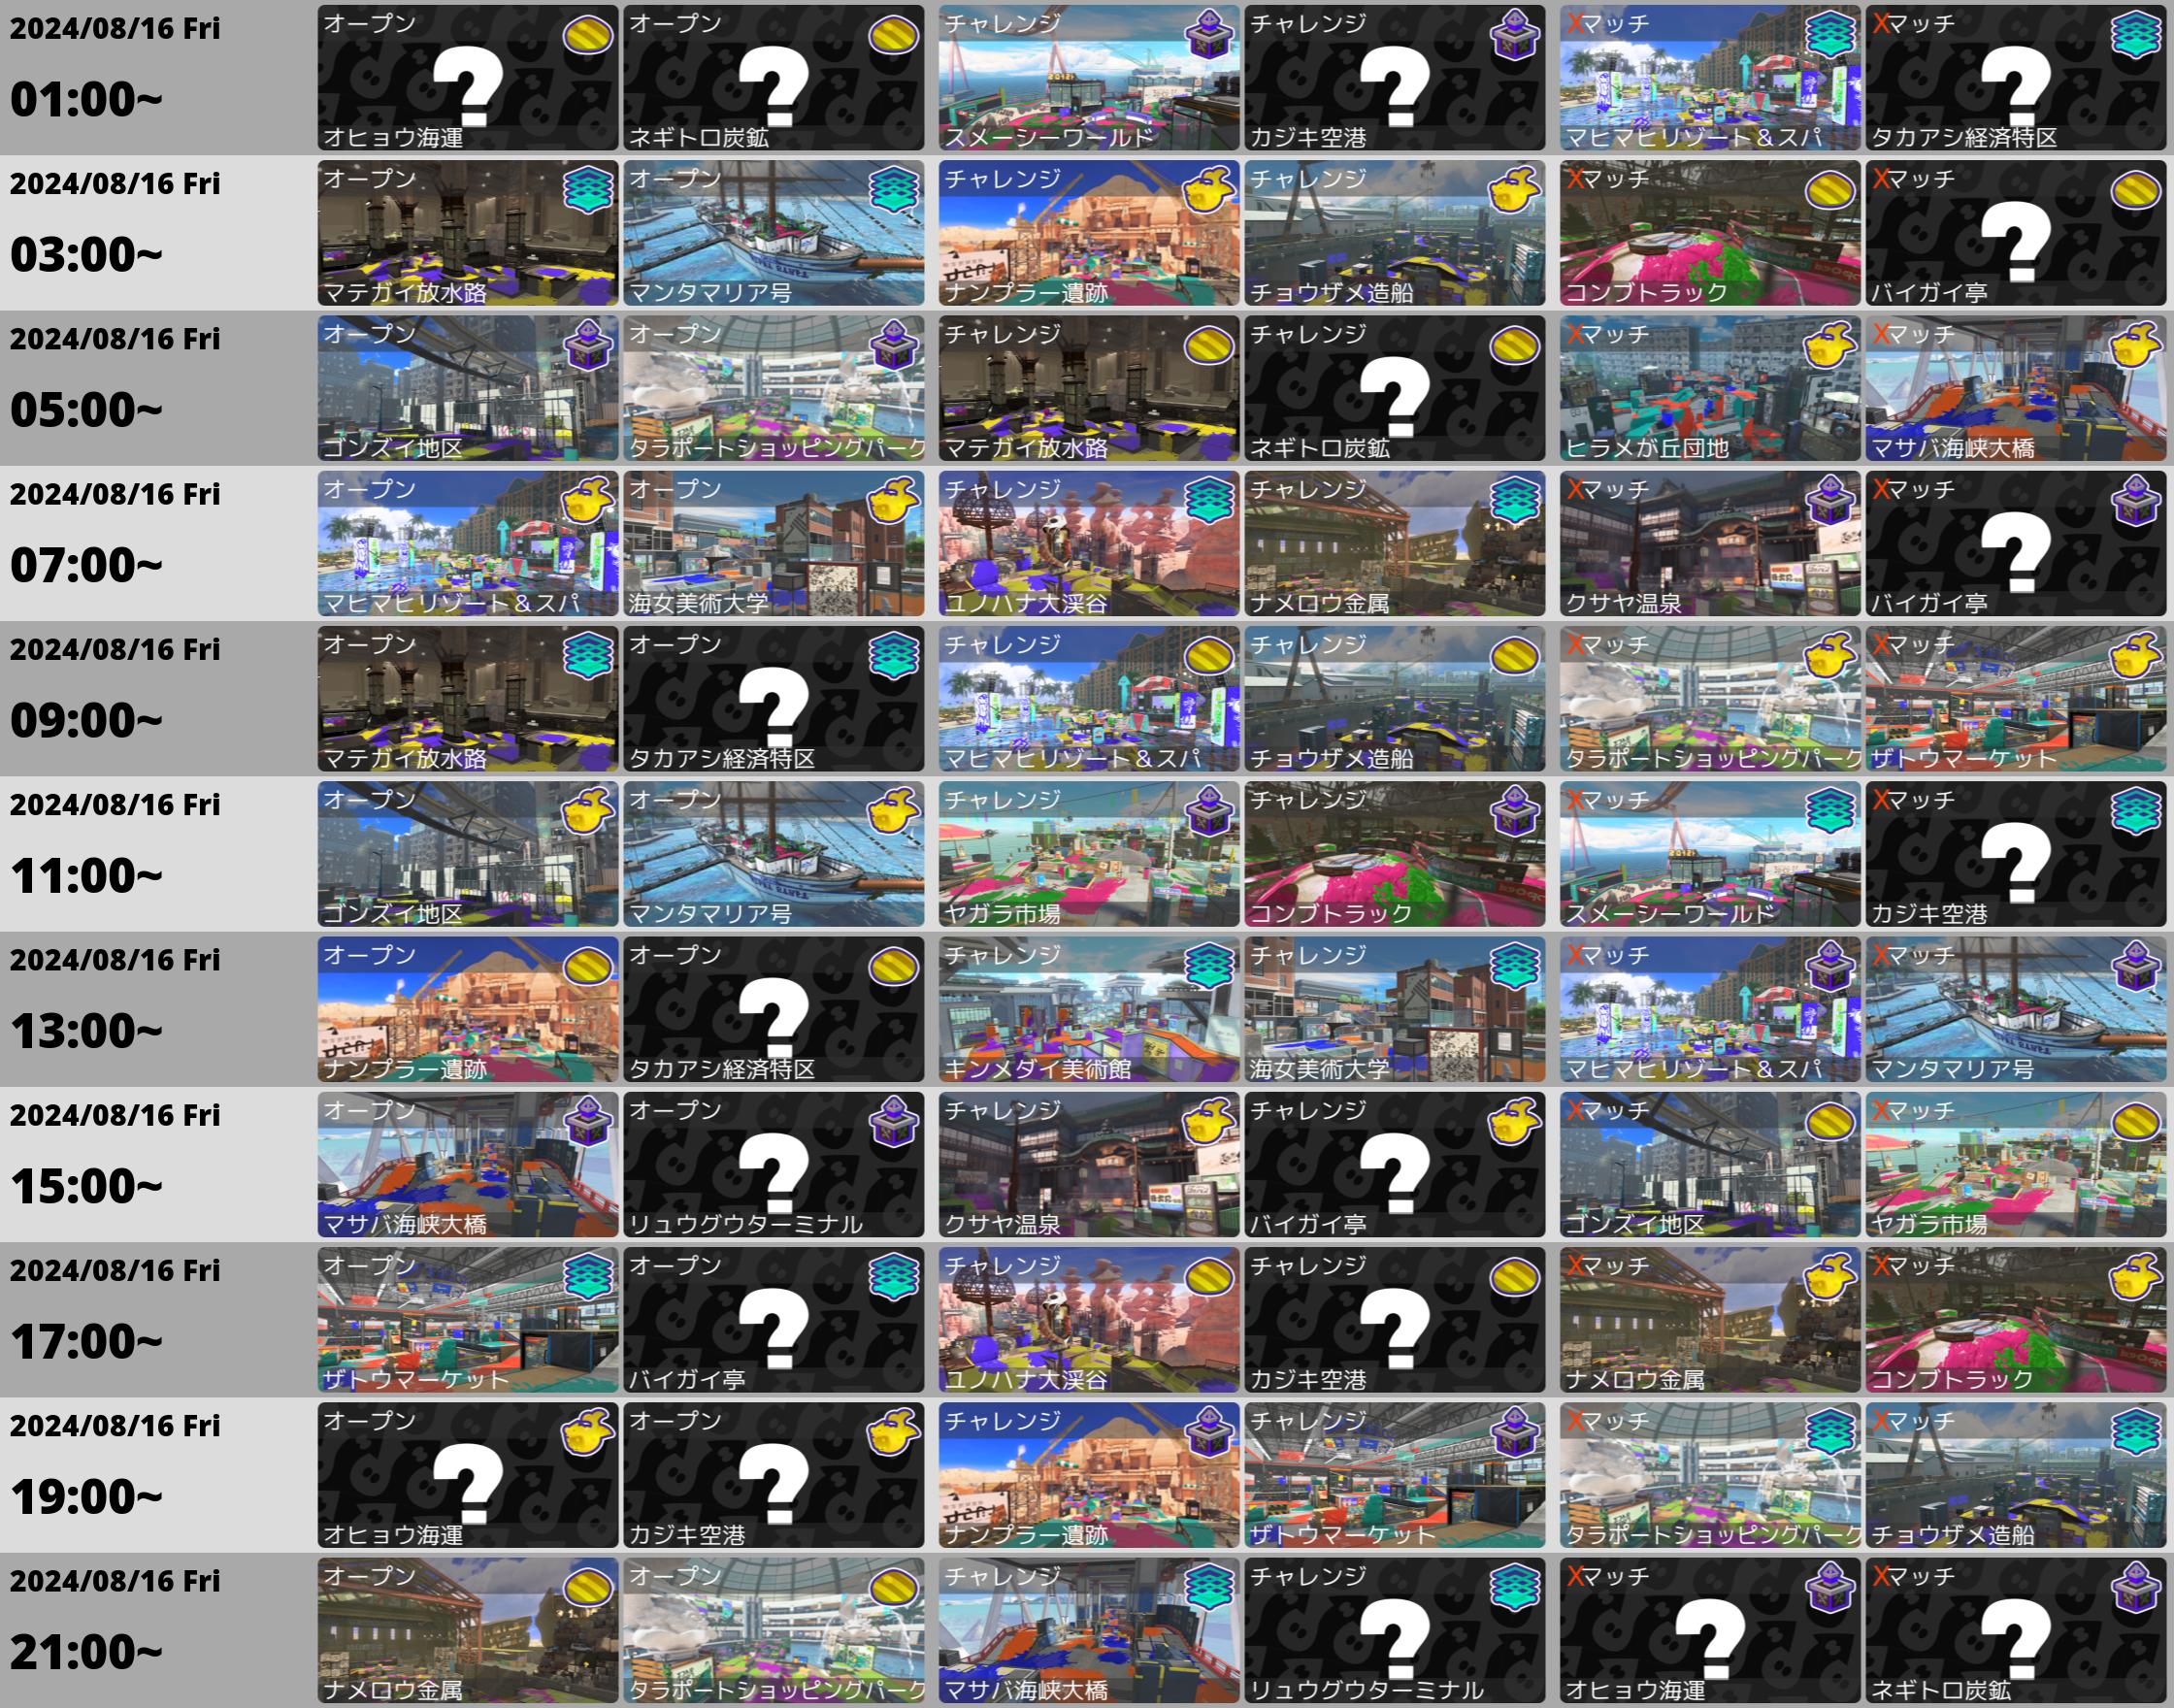 2024/08/16 Fri
01:00~
オープン
オヒョウ海運
オープン
ネギトロ炭鉱
チャレンジ
スメーシーワールド
チャレンジ
カジキ空港
Xマッチ
マヒマヒリゾート＆スパ
Xマッチ
タカアシ経済特区
2024/08/16 Fri
03:00~
オープン
マテガイ放水路
オープン
マンタマリア号
チャレンジ
ナンプラー遺跡
チャレンジ
チョウザメ造船
Xマッチ
コンブトラック
Xマッチ
バイガイ亭
2024/08/16 Fri
05:00~
オープン
ゴンズイ地区
オープン
タラポートショッピングパーク
チャレンジ
マテガイ放水路
チャレンジ
ネギトロ炭鉱
Xマッチ
ヒラメが丘団地
Xマッチ
マサバ海峡大橋
2024/08/16 Fri
07:00~
オープン
マヒマヒリゾート＆スパ
オープン
海女美術大学
チャレンジ
ユノハナ大渓谷
チャレンジ
ナメロウ金属
Xマッチ
クサヤ温泉
Xマッチ
バイガイ亭
2024/08/16 Fri
09:00~
オープン
マテガイ放水路
オープン
タカアシ経済特区
チャレンジ
マヒマヒリゾート＆スパ
チャレンジ
チョウザメ造船
Xマッチ
タラポートショッピングパーク
Xマッチ
ザトウマーケット
2024/08/16 Fri
11:00~
オープン
ゴンズイ地区
オープン
マンタマリア号
チャレンジ
ヤガラ市場
チャレンジ
コンブトラック
Xマッチ
スメーシーワールド
Xマッチ
カジキ空港
2024/08/16 Fri
13:00~
オープン
ナンプラー遺跡
オープン
タカアシ経済特区
チャレンジ
キンメダイ美術館
チャレンジ
海女美術大学
Xマッチ
マヒマヒリゾート＆スパ
Xマッチ
マンタマリア号
2024/08/16 Fri
15:00~
オープン
マサバ海峡大橋
オープン
リュウグウターミナル
チャレンジ
クサヤ温泉
チャレンジ
バイガイ亭
Xマッチ
ゴンズイ地区
Xマッチ
ヤガラ市場
2024/08/16 Fri
17:00~
オープン
ザトウマーケット
オープン
バイガイ亭
チャレンジ
ユノハナ大渓谷
チャレンジ
カジキ空港
Xマッチ
ナメロウ金属
Xマッチ
コンブトラック
2024/08/16 Fri
19:00~
オープン
オヒョウ海運
オープン
カジキ空港
チャレンジ
ナンプラー遺跡
チャレンジ
ザトウマーケット
Xマッチ
タラポートショッピングパーク
Xマッチ
チョウザメ造船
2024/08/16 Fri
21:00~
オープン
ナメロウ金属
オープン
タラポートショッピングパーク
チャレンジ
マサバ海峡大橋
チャレンジ
リュウグウターミナル
Xマッチ
オヒョウ海運
Xマッチ
ネギトロ炭鉱